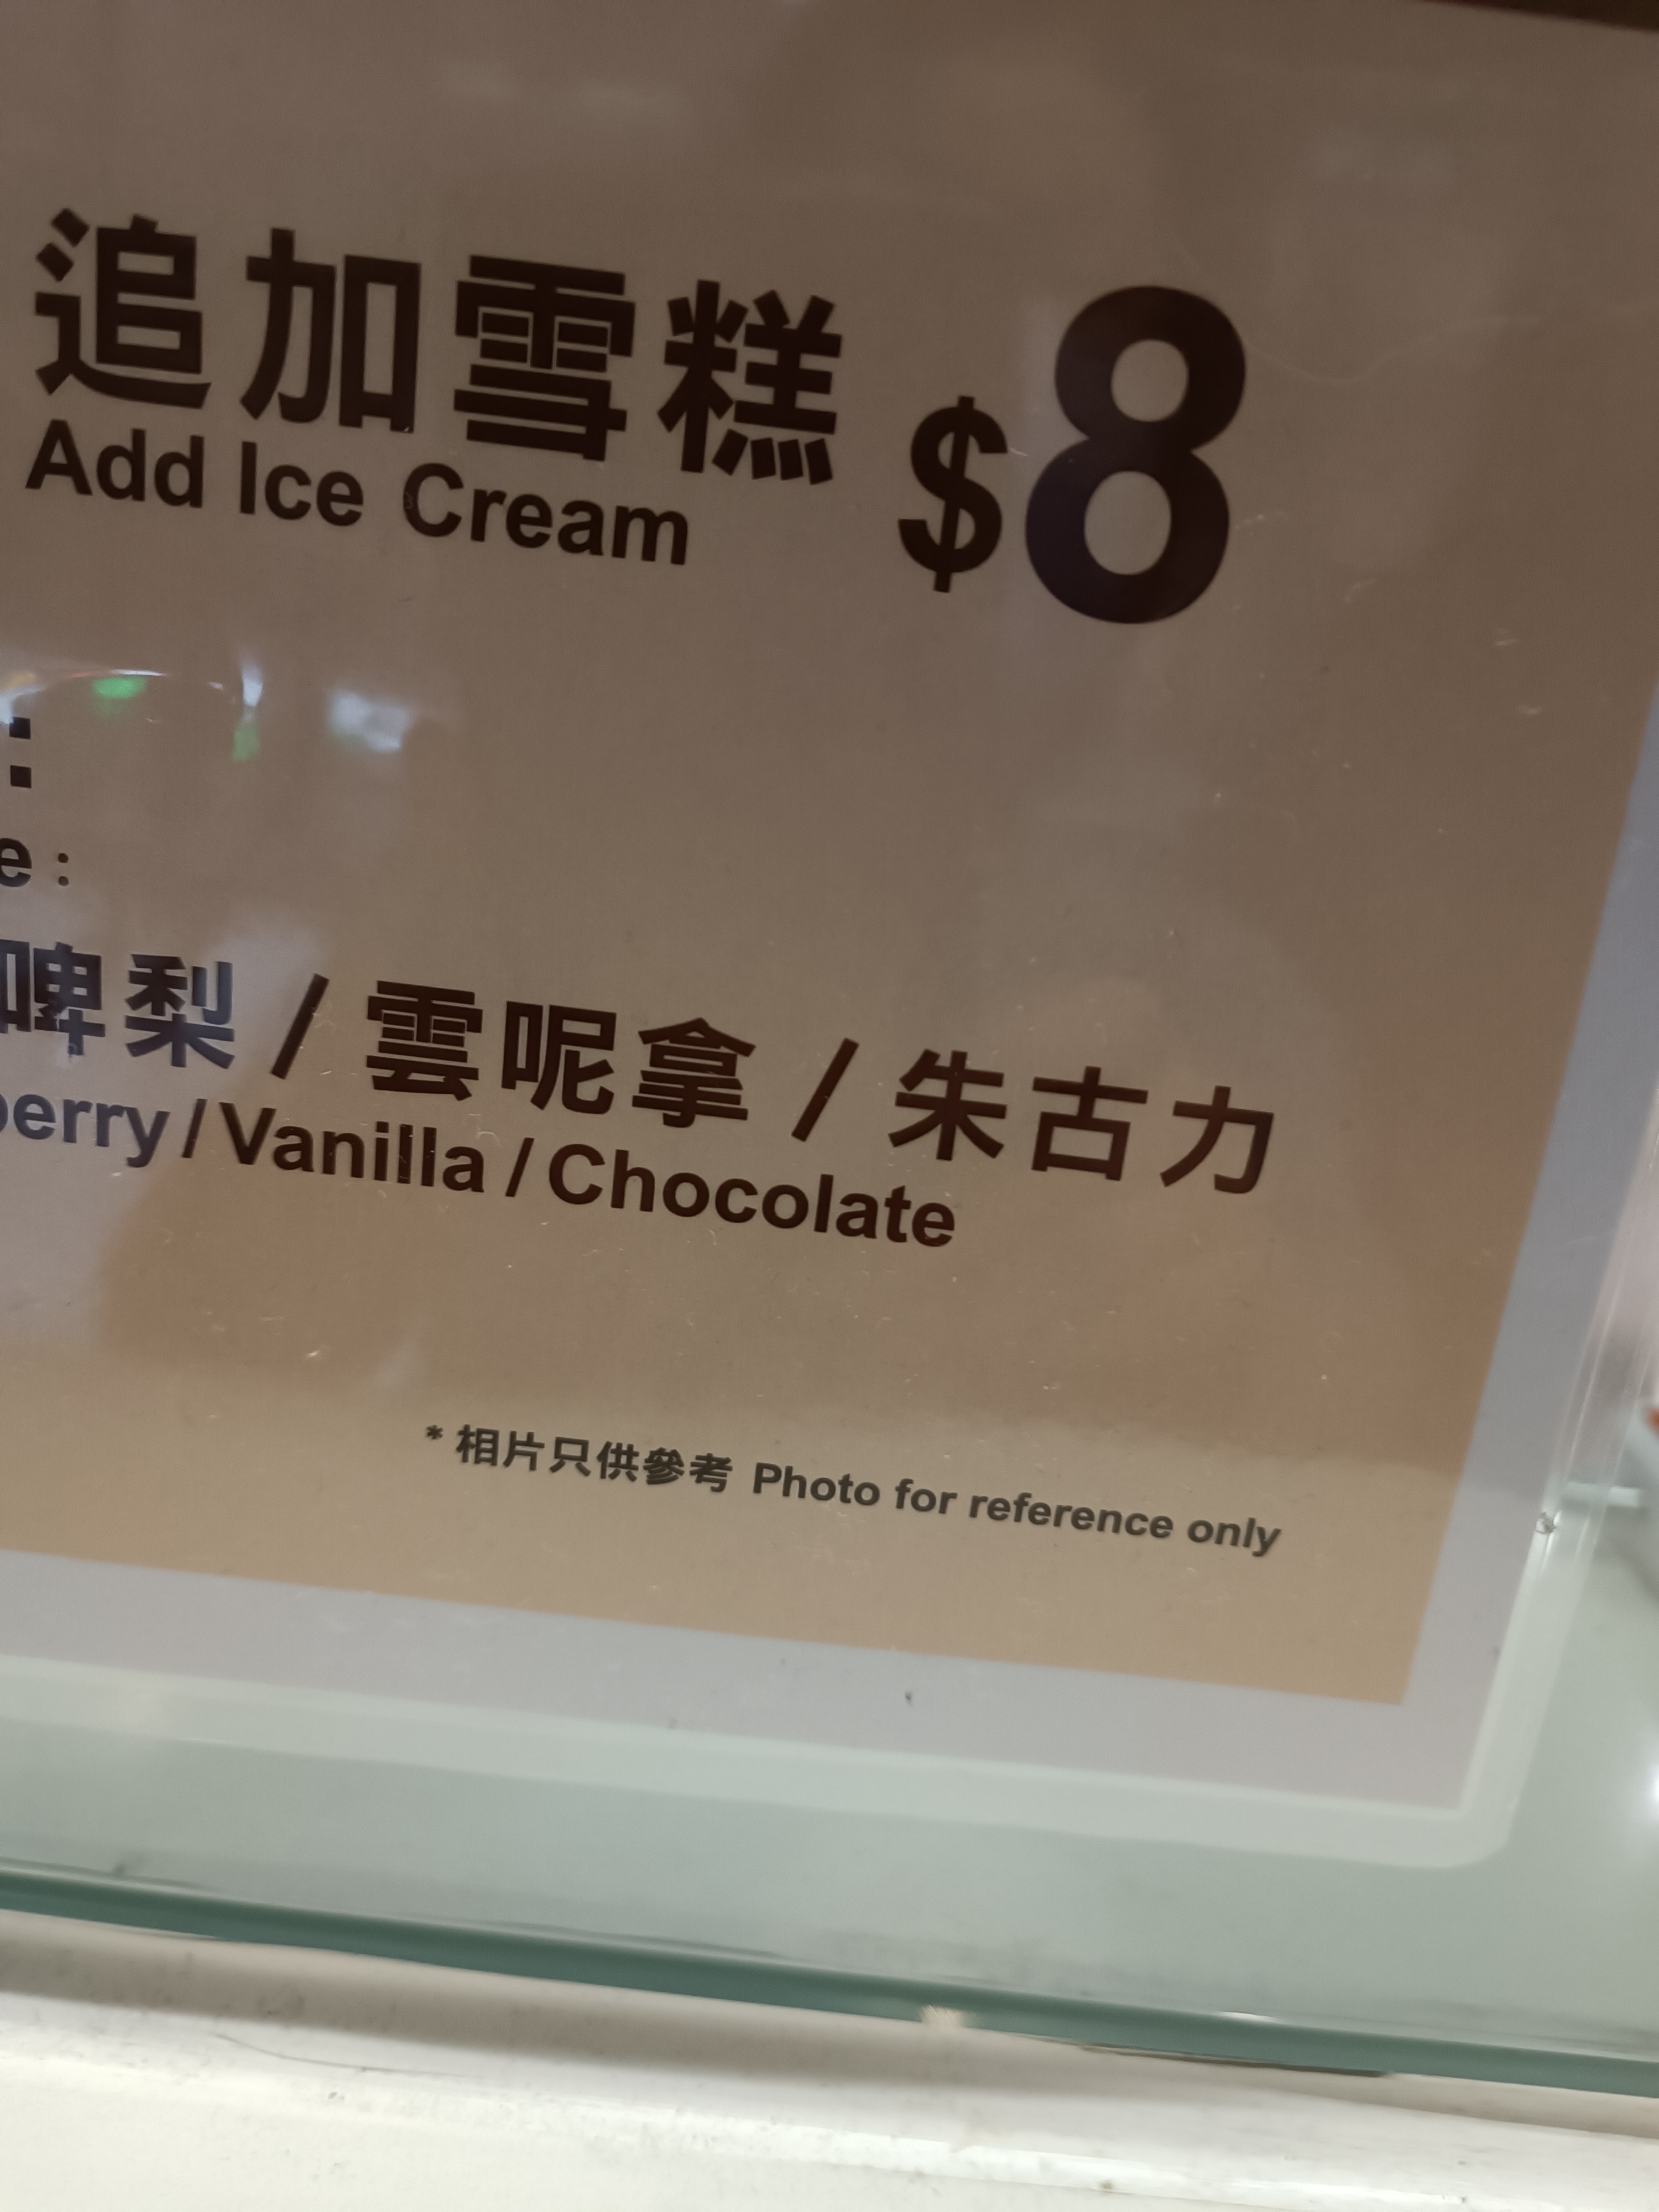 追加雪糕 $8
Add Ice Cream
:
e :
啤梨 / 雲呢拿 / 朱古力
berry / Vanilla / Chocolate
* 相片只供參考 Photo for reference only